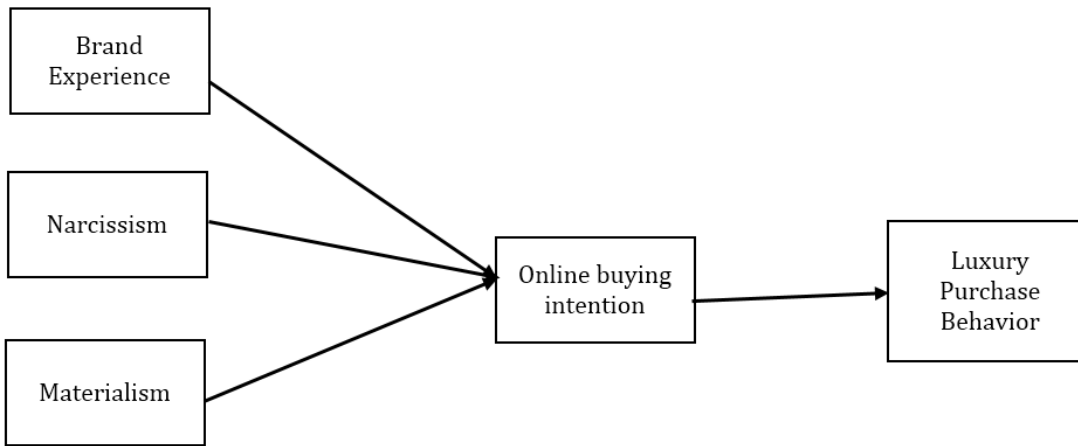 Brand
Experience
Narcissism
Materialism
Online buying
intention
Luxury
Purchase
Behavior